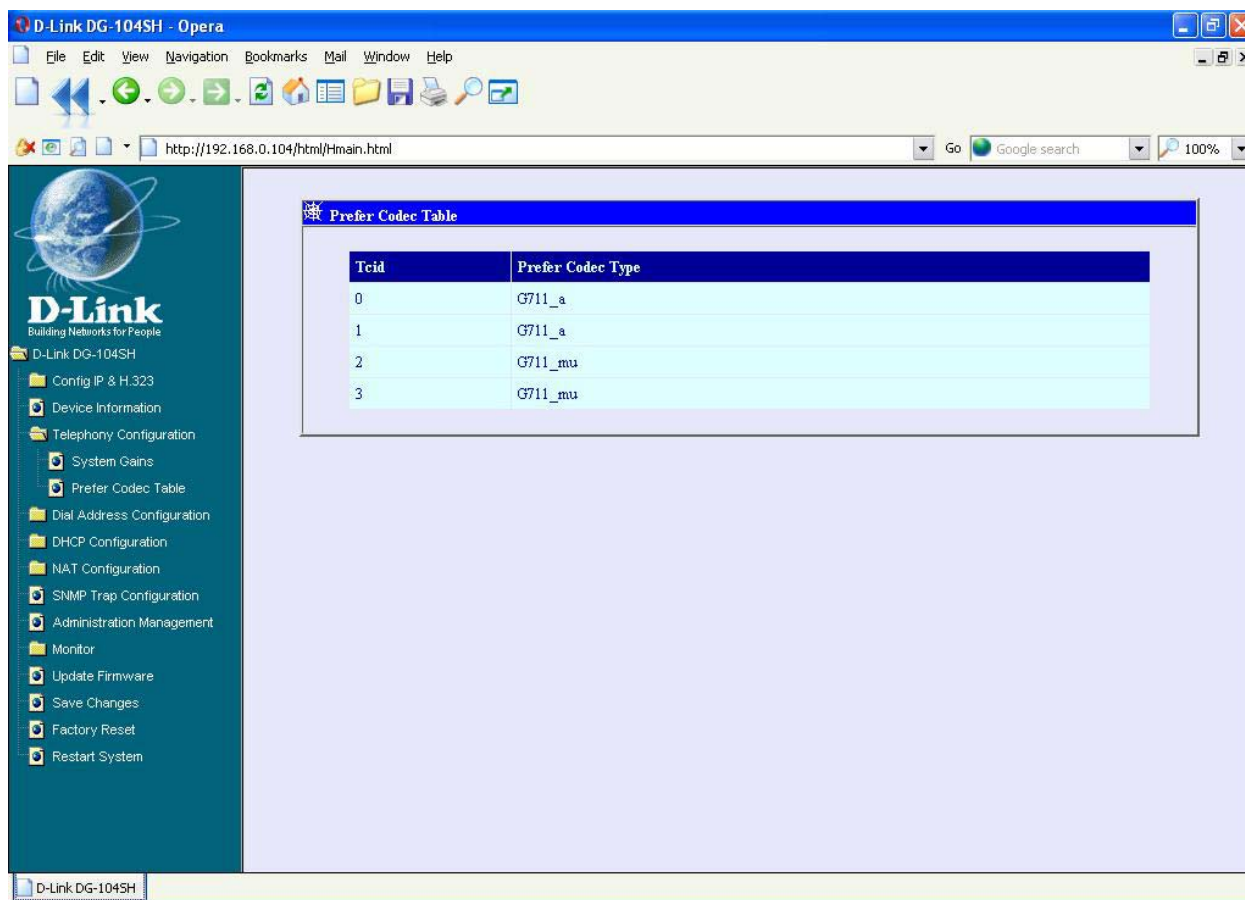 D-Link DG-104SH - Opera
File Edit View Navigation Bookmarks Mail Window Help
http://192.168.0.104/html/Hmain.html Go Google search 100%
D-Link
Building Networks for People
D-Link DG-104SH
Config IP & H.323
Device Information
Telephony Configuration
System Gains
Prefer Codec Table
Dial Address Configuration
DHCP Configuration
NAT Configuration
SNMP Trap Configuration
Administration Management
Monitor
Update Firmware
Save Changes
Factory Reset
Restart System
Prefer Codec Table
Tcid Prefer Codec Type
0 G711_a
1 G711_a
2 G711_mu
3 G711_mu
D-Link DG-104SH